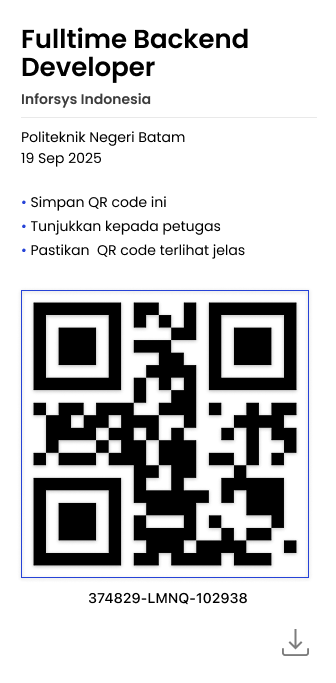 Fulltime Backend
Developer
Inforsys Indonesia
Politeknik Negeri Batam
19 Sep 2025
• Simpan QR code ini
• Tunjukkan kepada petugas
• Pastikan  QR code terlihat jelas
374829-LMNQ-102938